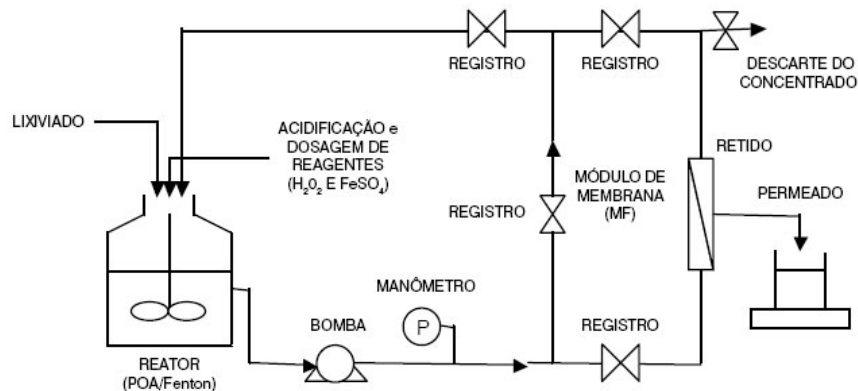 REGISTRO
REGISTRO
DESCARTE DO
CONCENTRADO
LIXIVIADO
ACIDIFICAÇÃO e
DOSAGEM DE
REAGENTES
(H₂0₂ E FeSO₄)
RETIDO
MÓDULO DE
MEMBRANA
(MF)
PERMEADO
REGISTRO
MANÔMETRO
BOMBA
P
REGISTRO
REATOR
(POA/Fenton)